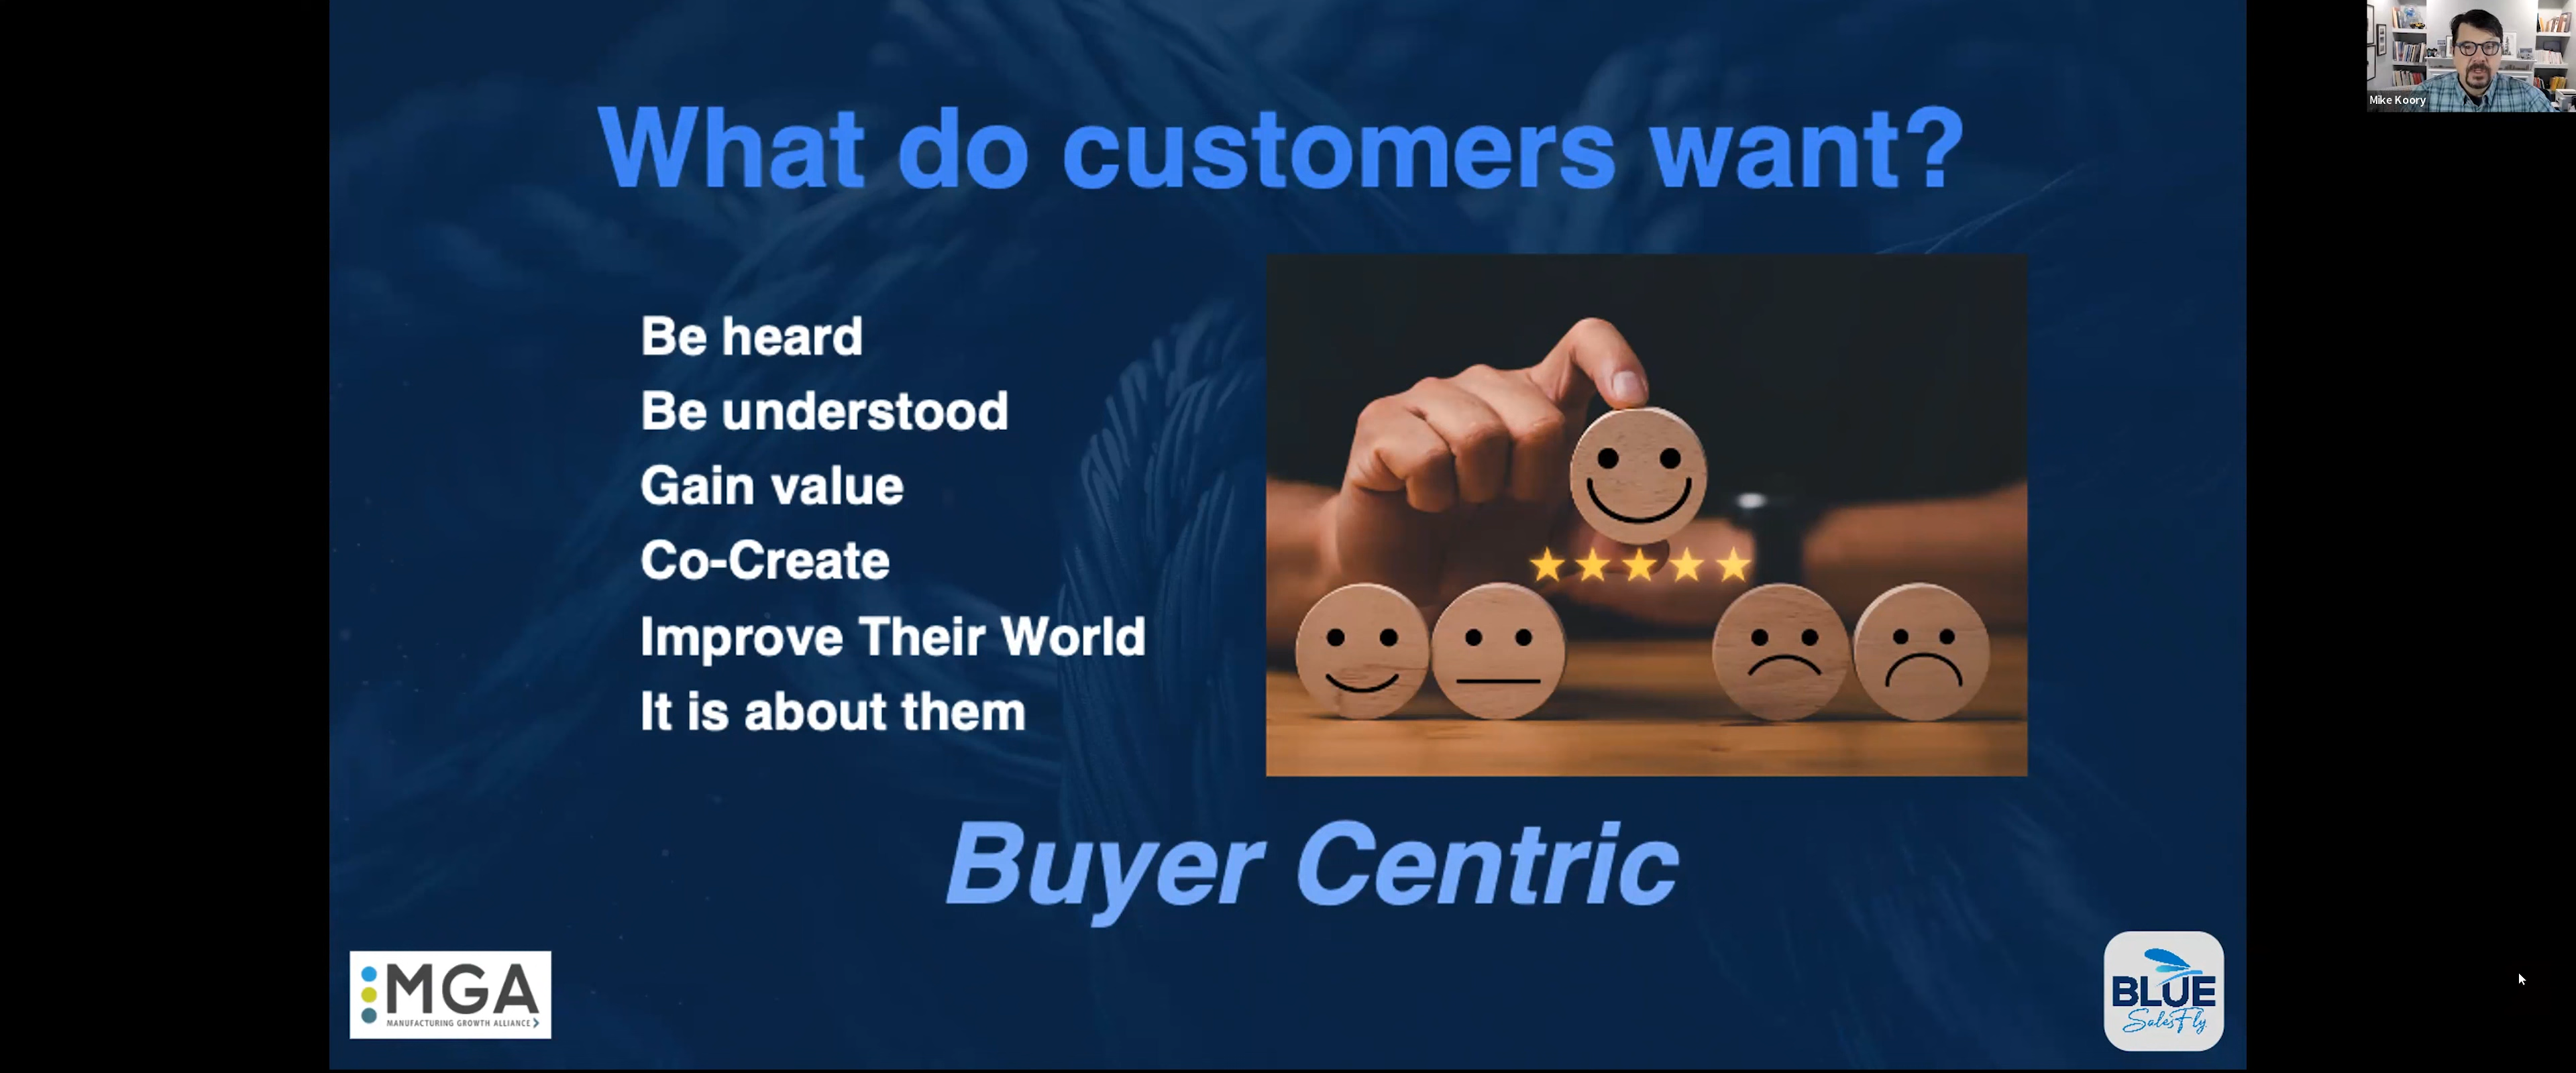 What do customers want?
Be heard
Be understood
Gain value
Co-Create
Improve Their World
It is about them
Buyer Centric
MGA
MANUFACTURING GROWTH ALLIANCE
BLUE
SalesFly
Mike Koory